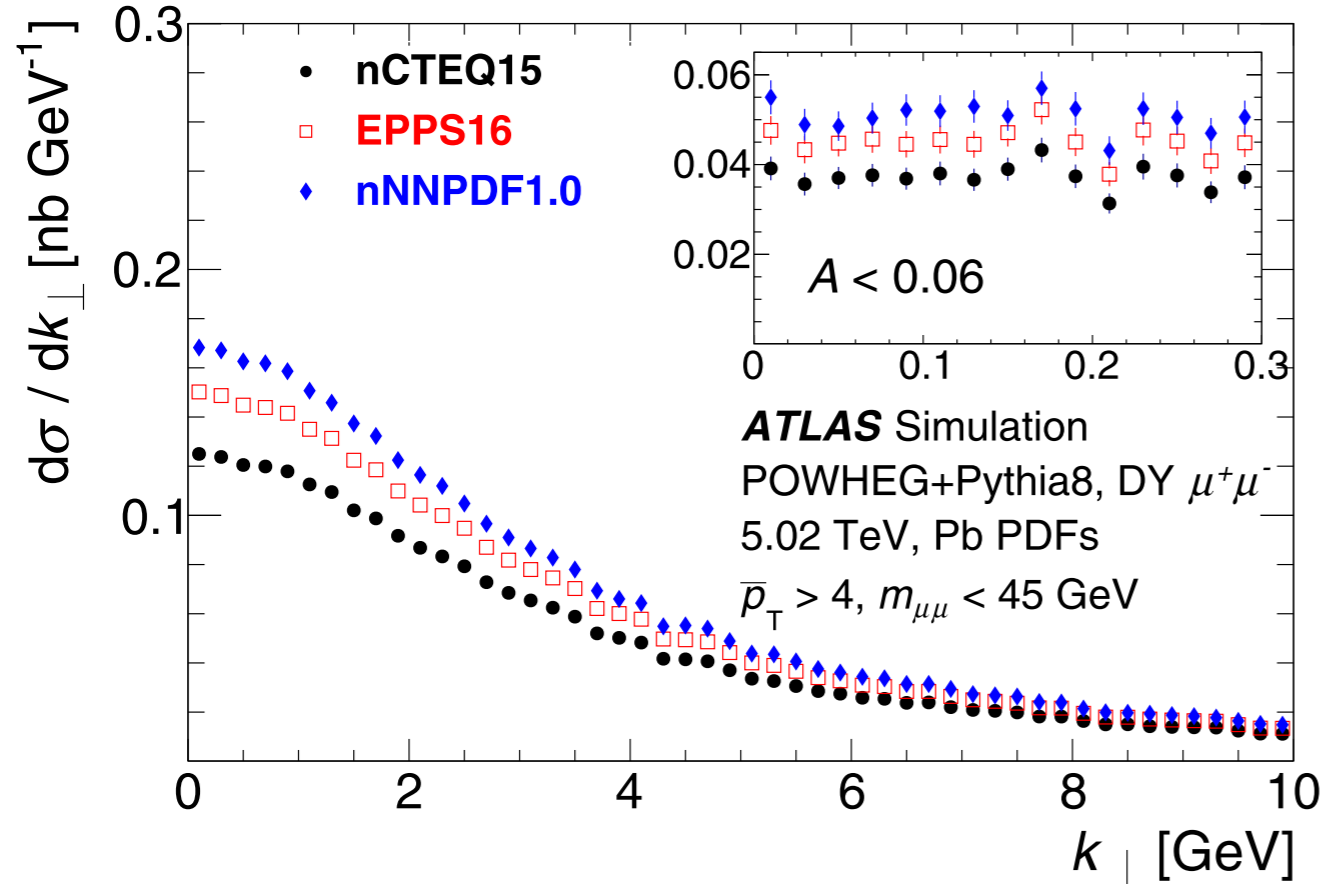 dσ / dk⊥ [nb GeV⁻¹]
0.3
0.2
0.1
nCTEQ15
EPPS16
nNNPDF1.0
0.06
0.04
0.02
A < 0.06
0 0.1 0.2 0.3
ATLAS Simulation
POWHEG+Pythia8, DY μ⁺μ⁻
5.02 TeV, Pb PDFs
p̅_T > 4, m_μμ < 45 GeV
0 2 4 6 8 10
k⊥ [GeV]